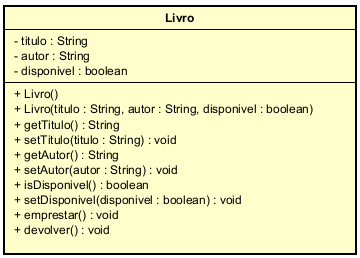 Livro
- titulo : String
- autor : String
- disponivel : boolean
+ Livro()
+ Livro(titulo : String, autor : String, disponivel : boolean)
+ getTitulo() : String
+ setTitulo(titulo : String) : void
+ getAutor() : String
+ setAutor(autor : String) : void
+ isDisponivel() : boolean
+ setDisponivel(disponivel : boolean) : void
+ emprestar() : void
+ devolver() : void